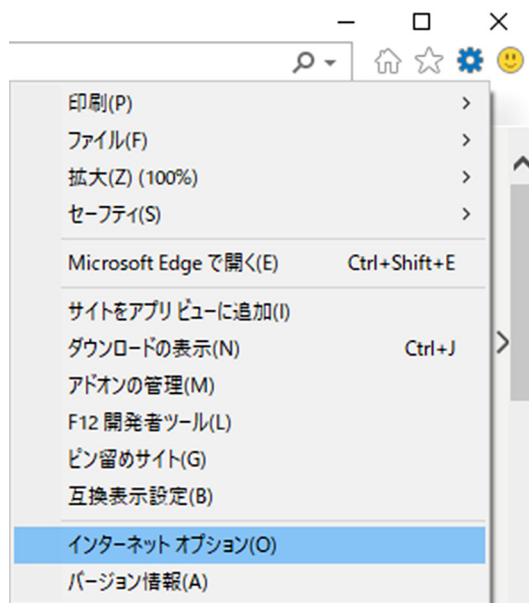 印刷(P)
ファイル(F)
拡大(Z) (100%)
セーフティ(S)
Microsoft Edge で開く(E) Ctrl+Shift+E
サイトをアプリ ビューに追加(I)
ダウンロードの表示(N) Ctrl+J
アドオンの管理(M)
F12 開発者ツール(L)
ピン留めサイト(G)
互換表示設定(B)
インターネット オプション(O)
バージョン情報(A)